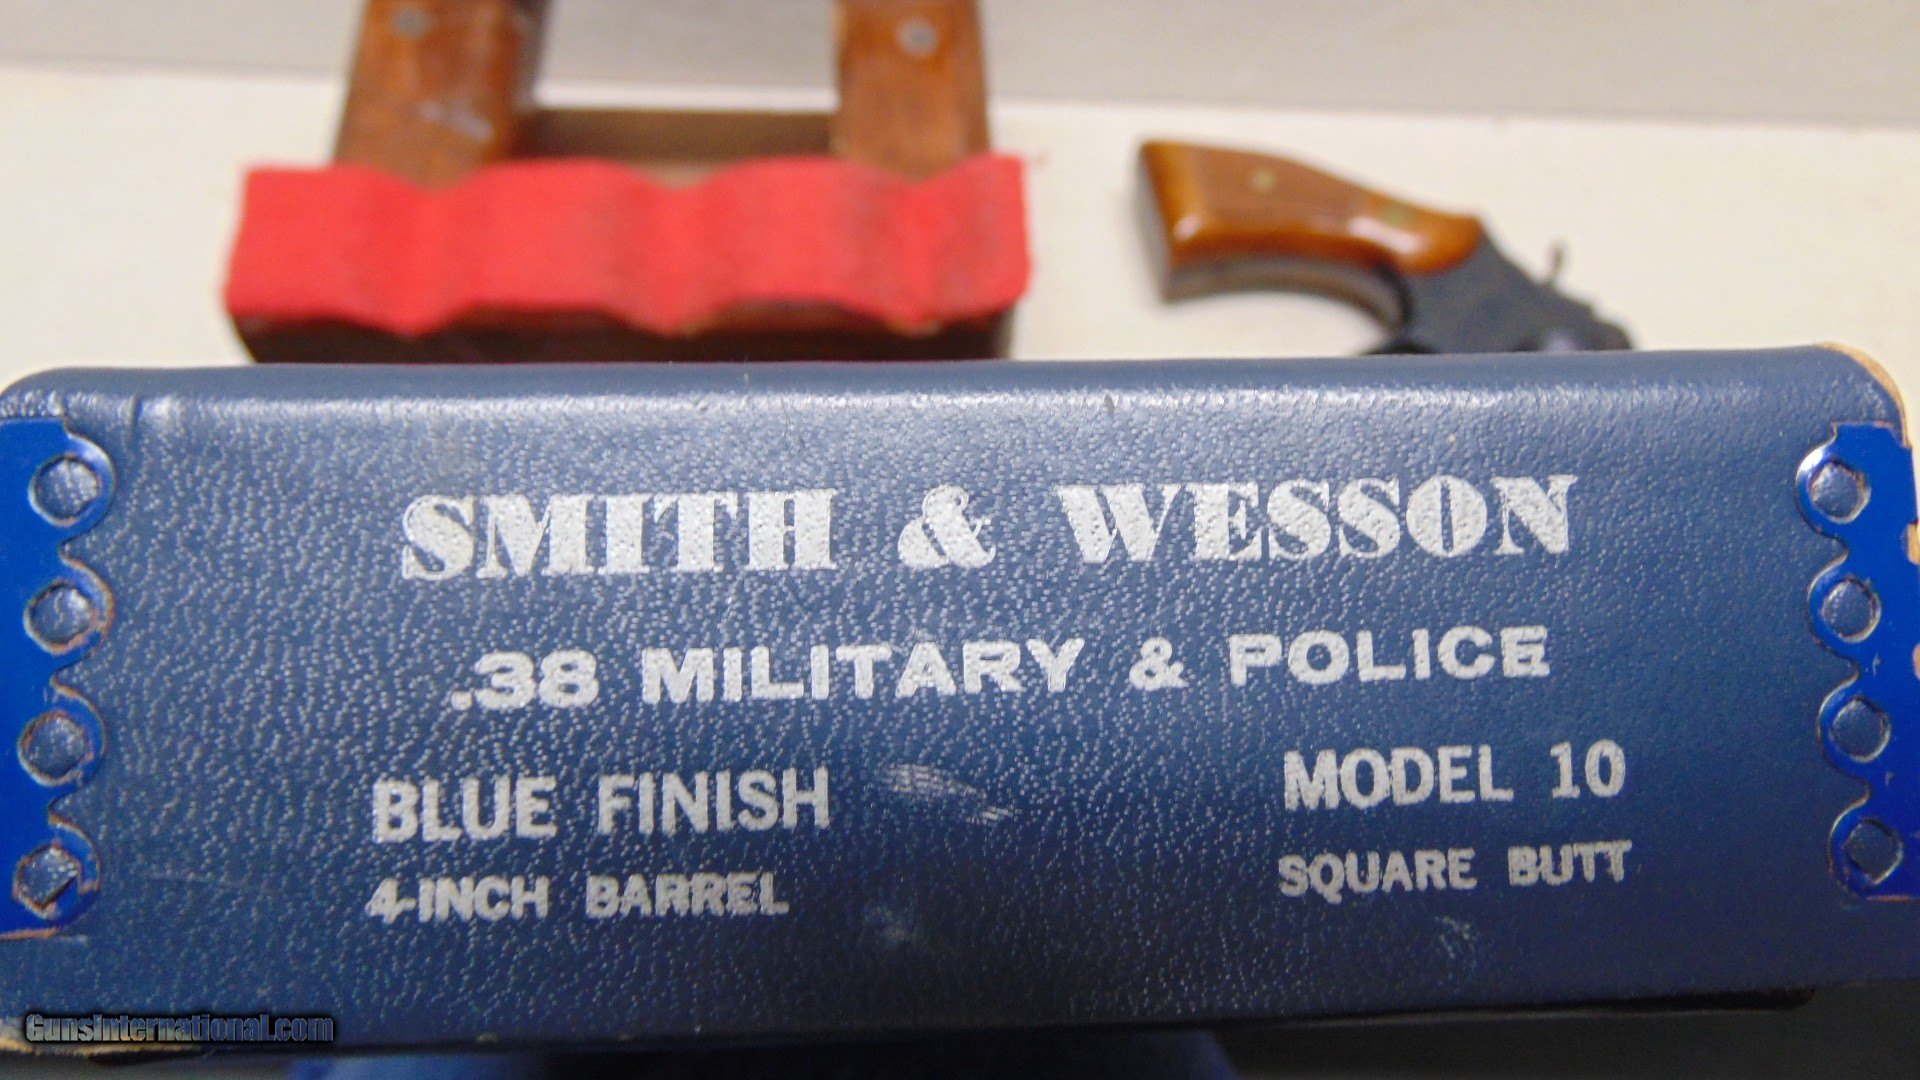 SMITH & WESSON
.38 MILITARY & POLICE
BLUE FINISH
MODEL 10
4-INCH BARREL
SQUARE BUTT
GunsInternational.com